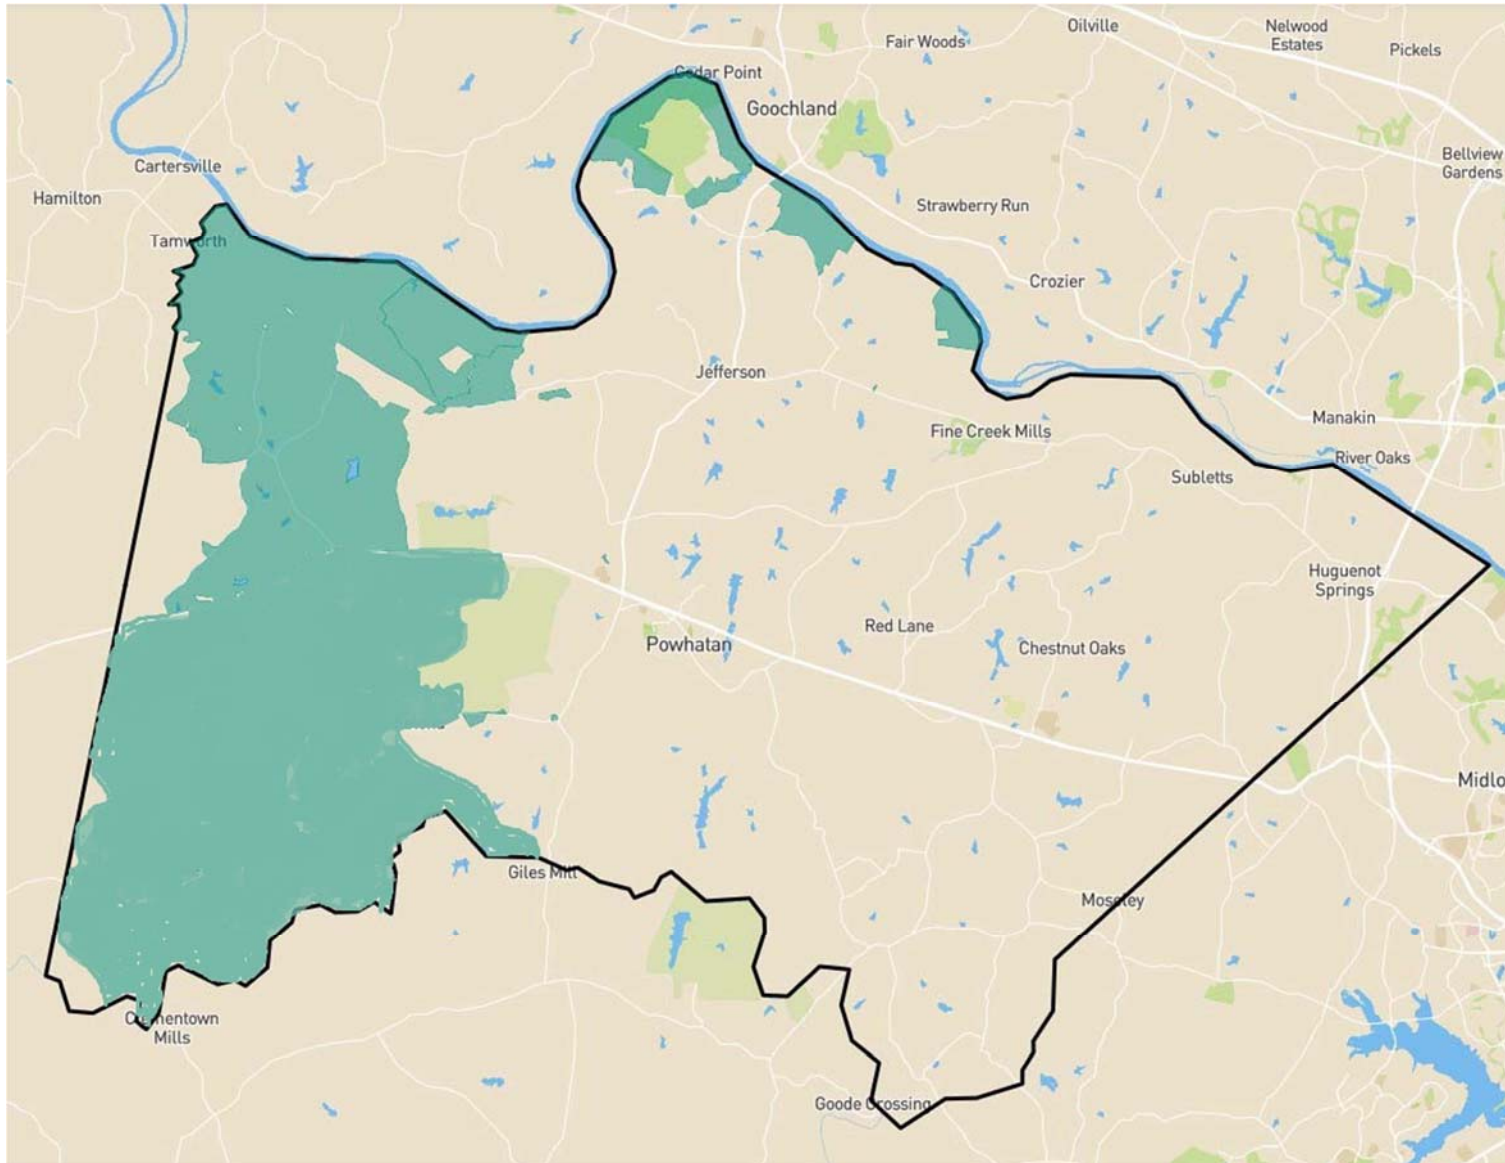 Oilville
Nelwood
Estates
Fair Woods
Pickels
Cedar Point
Goochland
Bellview
Gardens
Cartersville
Hamilton
Strawberry Run
Tamworth
Crozier
Jefferson
Manakin
Fine Creek Mills
River Oaks
Subletts
Huguenot
Springs
Red Lane
Powhatan
Chestnut Oaks
Midlo
Giles Mill
Moseley
Clementown
Mills
Goode Crossing